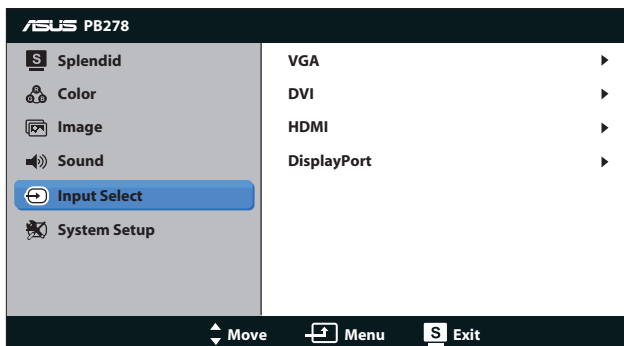 ASUS PB278
S Splendid
Color
Image
Sound
Input Select
System Setup
VGA
DVI
HDMI
DisplayPort
Move Menu S Exit